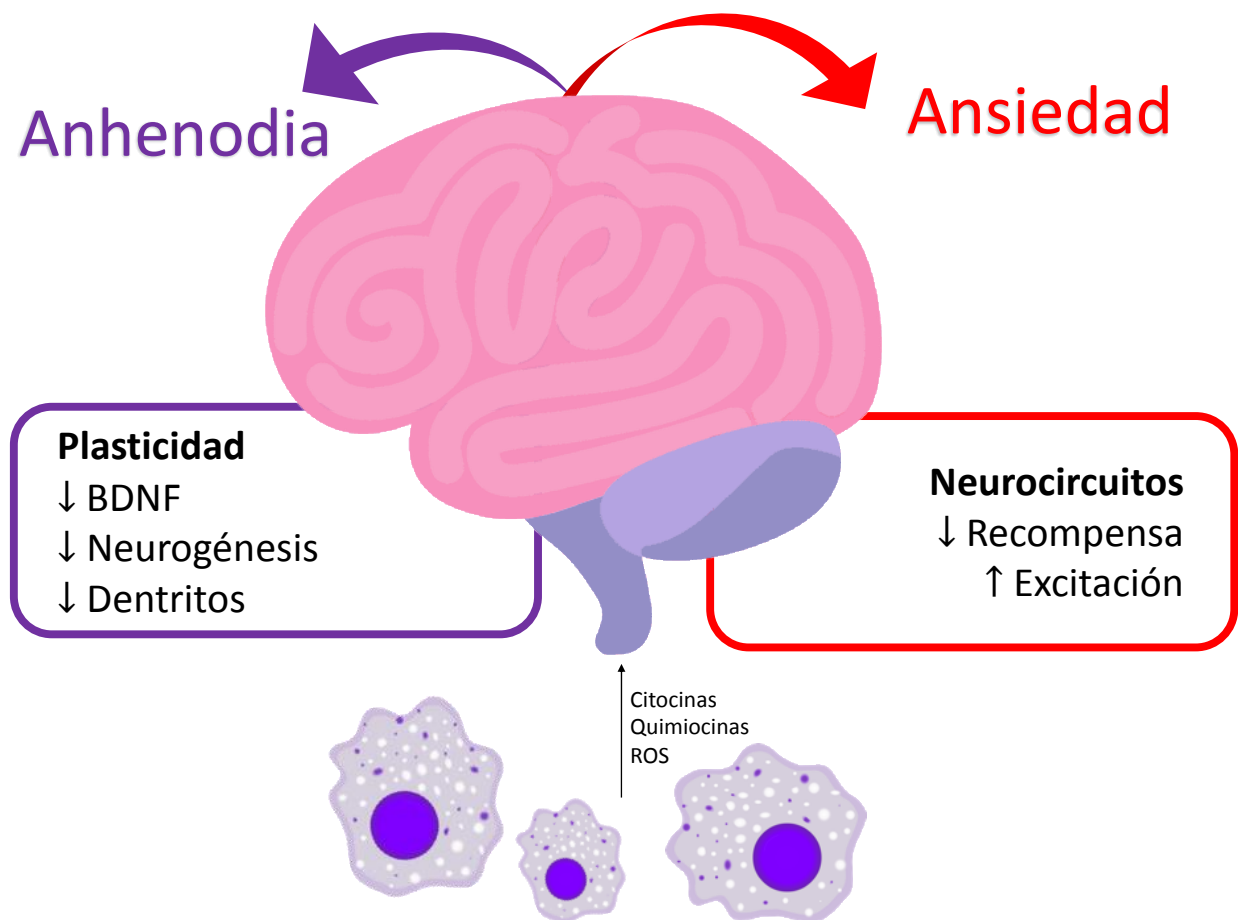 Anhenodia
Ansiedad
Plasticidad
↓ BDNF
↓ Neurogénesis
↓ Dentritos
Neurocircuitos
↓ Recompensa
↑ Excitación
Citocinas
Quimiocinas
ROS